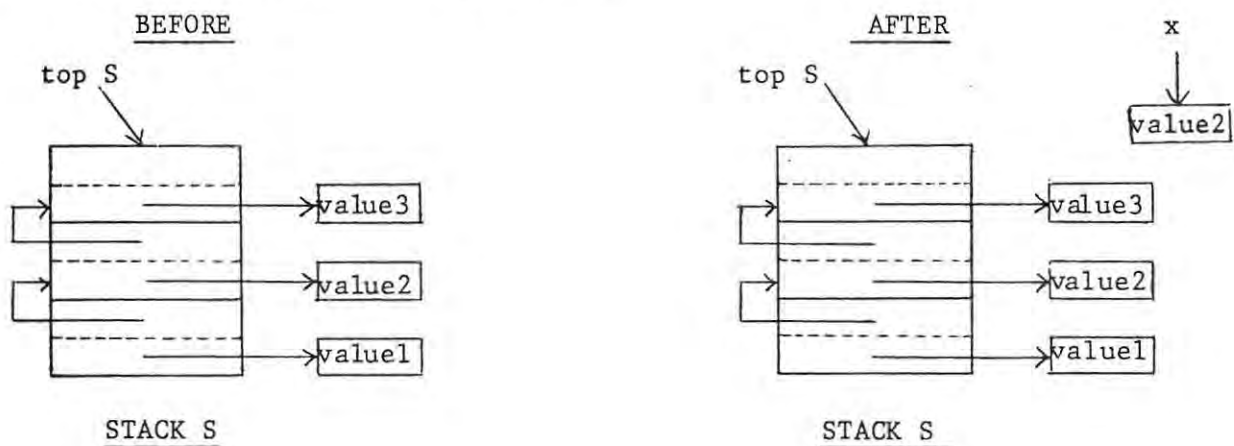 BEFORE
top S
value3
value2
value1
STACK S
AFTER
x
top S
value2
value3
value2
value1
STACK S